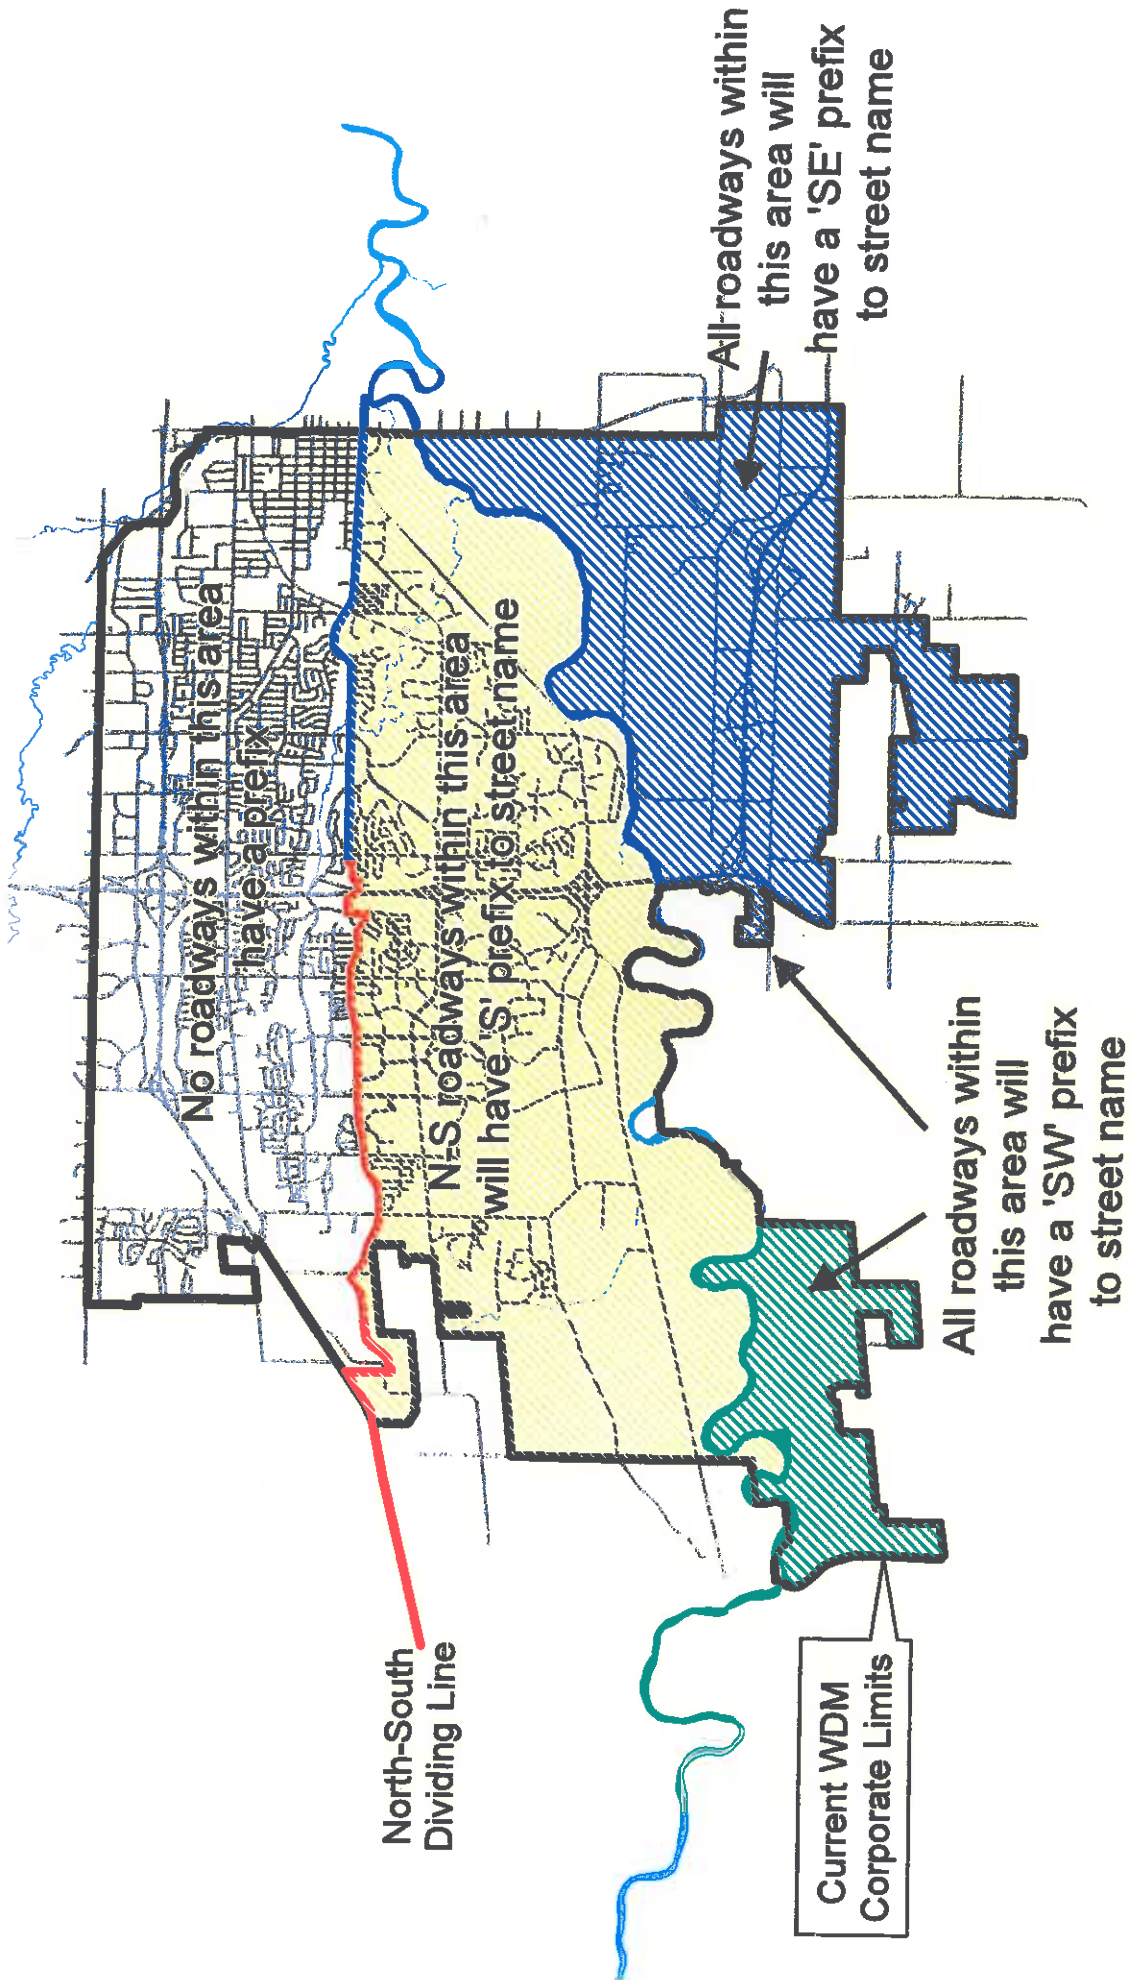 No roadways within this area
have a prefix
N-S roadways within this area
will have 'S' prefix to street name
All roadways within
this area will
have a 'SE' prefix
to street name
All roadways within
this area will
have a 'SW' prefix
to street name
North-South
Dividing Line
Current WDM
Corporate Limits